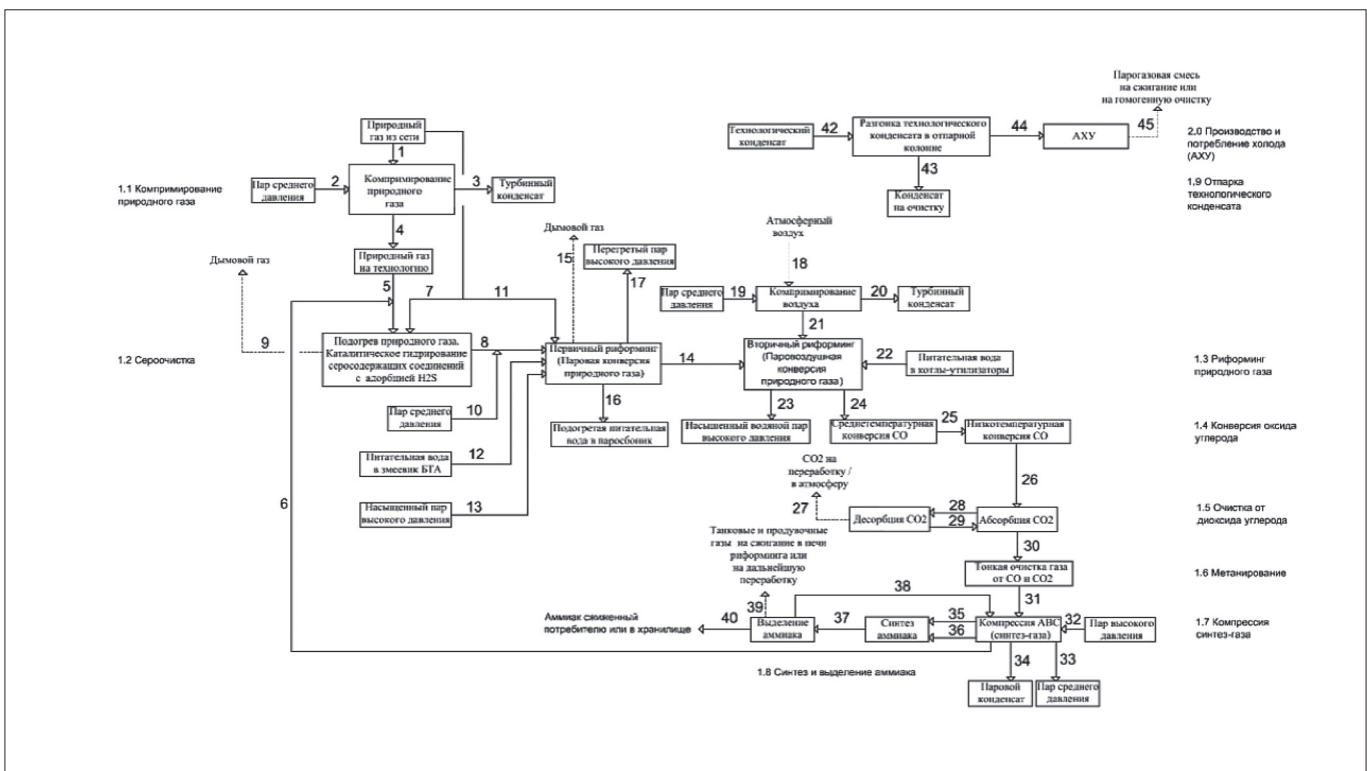 Парогазовая смесь
на сжигание или
на гомогенную очистку
Природный
газ из сети
1
Технологический
конденсат
42
Разгонка технологического
конденсата в отпарной
колонне
44
АХУ
45
2.0 Производство и
потребление холода
(АХУ)
43
1.1 Компримирование
природного газа
Пар среднего
давления
2
Компримирование
природного
газа
3
Турбинный
конденсат
Конденсат
на очистку
1,9 Отпарка
технологического
конденсата
4
Атмосферный
воздух
Дымовой газ
Природный газ
на технологию
Дымовой газ
15
Перегретый пар
высокого давления
17
18
5
7
11
Пар среднего
давления
19
Компримирование
воздуха
20
Турбинный
конденсат
21
1.2 Сероочистка
9
Подогрев природного газа.
Каталитическое гидрирование
серосодержащих соединений
с адорбцией H2S
8
Первичный риформинг
(Паровая конверсия
природного газа)
14
Вторичный риформинг
(Паровоздушная
конверсия
природного газа)
22
Питательная вода
в котлы-утилизаторы
1.3 Риформинг
природного газа
10
Пар среднего
давления
16
Подогретая питательная
вода в паросбоник
23
24
Насыщенный водяной пар
высокого давления
Среднетемпературная
конверсия СО
25
Низкотемпературная
конверсия СО
1.4 Конверсия оксида
углерода
Питательная вода
в змеевик БТА
12
6
Насыщенный пар
высокого давления
13
CO2 на
переработку /
в атмосферу
26
27
Десорбция CO2
28
29
Абсорбция CO2
1.5 Очистка от
диоксида углерода
30
Танковые и продувочные
газы на сжигание в печи
риформинга или
на дальнейшую
переработку
Тонкая очистка газа
от СО и СО2
1.6 Метанирование
38
31
39
Аммиак сжиженный
потребителю или в хранилище
40
Выделение
аммиака
37
Синтез
аммиака
35
36
Компрессия АВС
(синтез-газа)
32
Пар высокого
давления
1.7 Компрессия
синтез-газа
34
33
1.8 Синтез и выделение аммиака
Паровой
конденсат
Пар среднего
давления